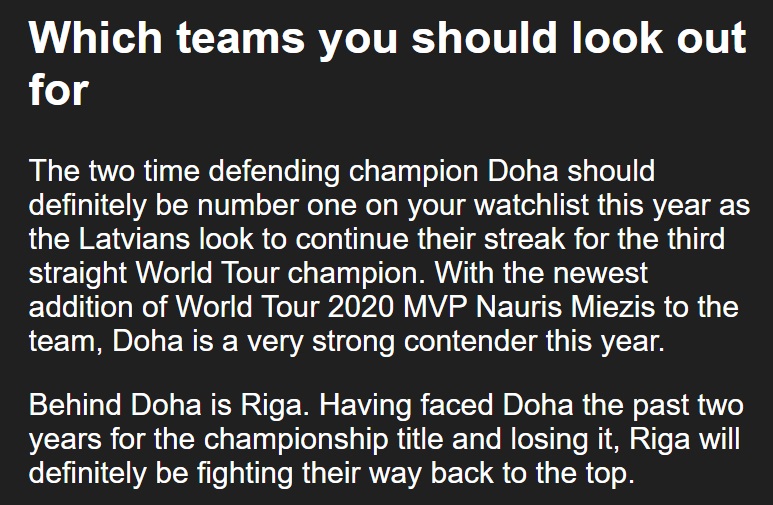 Which teams you should look out
for
The two time defending champion Doha should
definitely be number one on your watchlist this year as
the Latvians look to continue their streak for the third
straight World Tour champion. With the newest
addition of World Tour 2020 MVP Nauris Miezis to the
team, Doha is a very strong contender this year.
Behind Doha is Riga. Having faced Doha the past two
years for the championship title and losing it, Riga will
definitely be fighting their way back to the top.